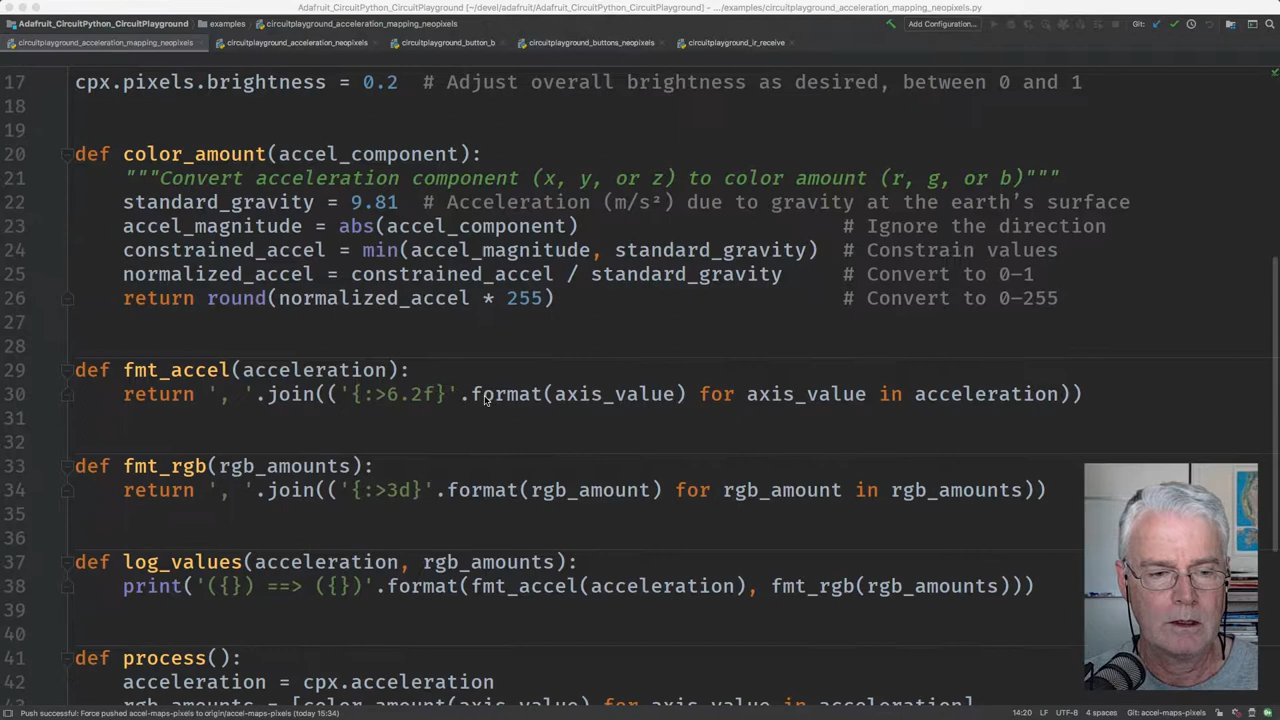 Adafruit_CircuitPython_CircuitPlayground [~/devel/adafruit/Adafruit_CircuitPython_CircuitPlayground] - .../examples/circuitplayground_acceleration_mapping_neopixels.py
Adafruit_CircuitPython_CircuitPlayground examples circuitplayground_acceleration_mapping_neopixels Add Configuration... Git:
circuitplayground_acceleration_mapping_neopixels circuitplayground_acceleration_neopixels circuitplayground_button_b circuitplayground_buttons_neopixels circuitplayground_ir_receive
17 cpx.pixels.brightness = 0.2 # Adjust overall brightness as desired, between 0 and 1
18
19
20 def color_amount(accel_component):
21 """Convert acceleration component (x, y, or z) to color amount (r, g, or b)"""
22 standard_gravity = 9.81 # Acceleration (m/s²) due to gravity at the earth’s surface
23 accel_magnitude = abs(accel_component) # Ignore the direction
24 constrained_accel = min(accel_magnitude, standard_gravity) # Constrain values
25 normalized_accel = constrained_accel / standard_gravity # Convert to 0–1
26 return round(normalized_accel * 255) # Convert to 0–255
27
28
29 def fmt_accel(acceleration):
30 return ', '.join(('{:>6.2f}'.format(axis_value) for axis_value in acceleration))
31
32
33 def fmt_rgb(rgb_amounts):
34 return ', '.join(('{:>3d}'.format(rgb_amount) for rgb_amount in rgb_amounts))
35
36
37 def log_values(acceleration, rgb_amounts):
38 print('({}) ==> ({})'.format(fmt_accel(acceleration), fmt_rgb(rgb_amounts)))
39
40
41 def process():
42 acceleration = cpx.acceleration
43 rgb_amounts = [color_amount(axis_value) for axis_value in acceleration]
Push successful: Force pushed accel-maps-pixels to origin/accel-maps-pixels (today 15:34) 14:20 LF UTF-8 4 spaces Git: accel-maps-pixels